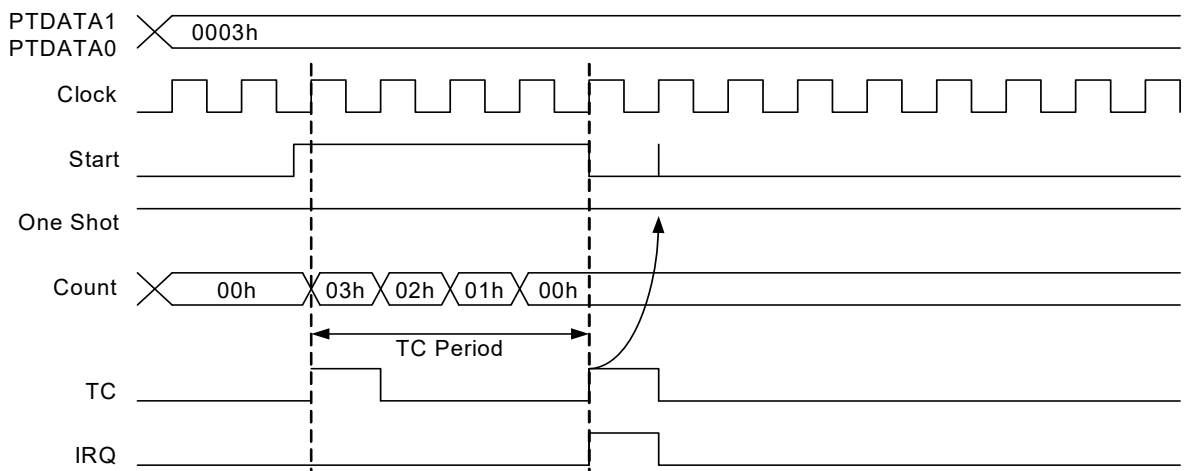 PTDATA1
PTDATA0
0003h
Clock
Start
One Shot
Count
00h
03h
02h
01h
00h
TC Period
TC
IRQ